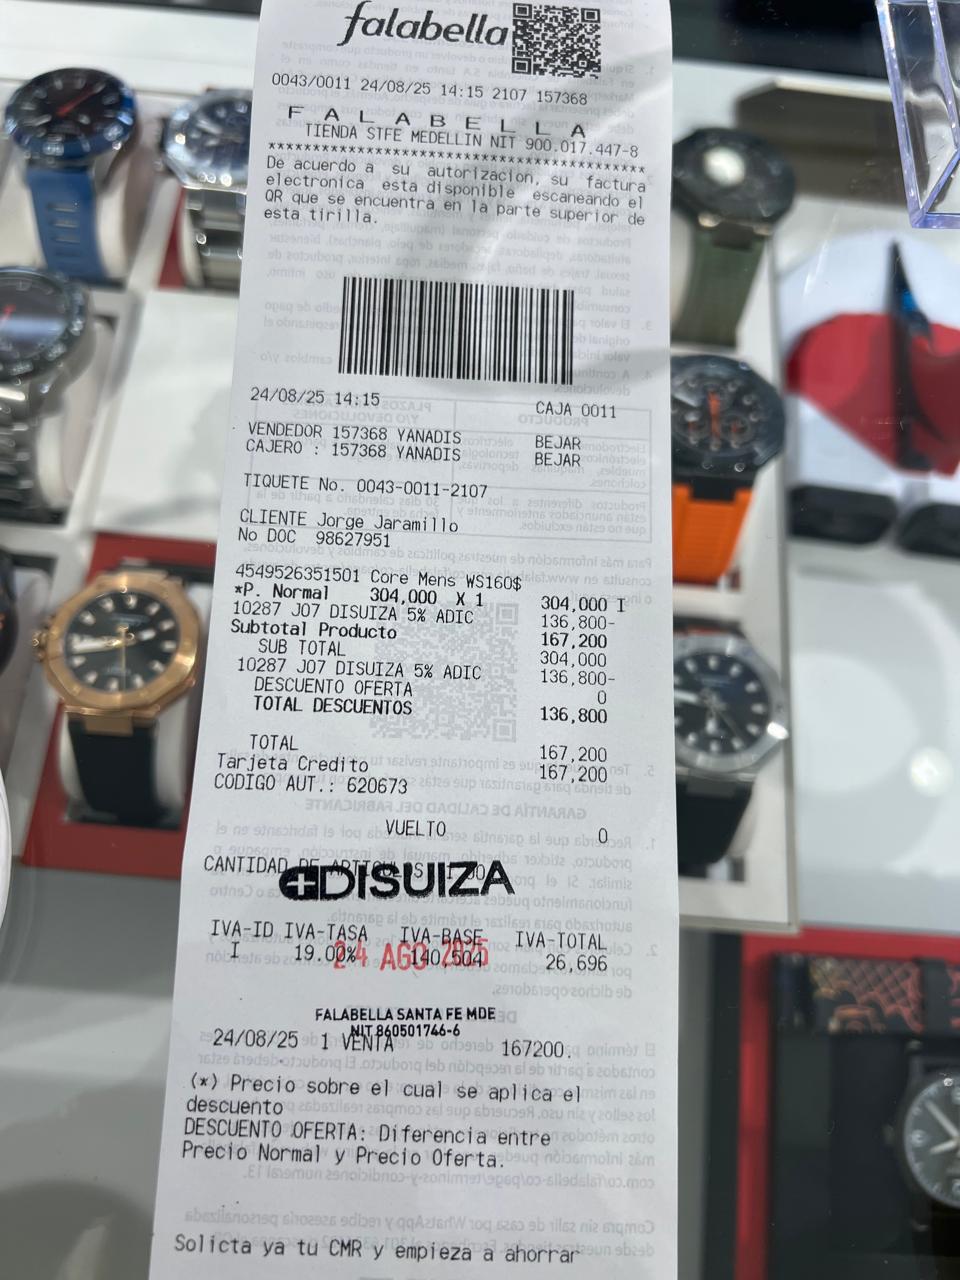 falabella
0043/0011 24/08/25 14:15 2107 157368
F A L A B E L L A
TIENDA STFE MEDELLIN NIT 900.017.447-8
******************************************
De acuerdo a su autorizacion, su factura
electronica esta disponible escaneando el
QR que se encuentra en la parte superior de
esta tirilla.
24/08/25 14:15 CAJA 0011
VENDEDOR 157368 YANADIS BEJAR
CAJERO : 157368 YANADIS BEJAR
TIQUETE No. 0043-0011-2107
CLIENTE Jorge Jaramillo
No DOC 98627951
4549526351501 Core Mens WS160$
*P. Normal 304,000 X 1 304,000 I
10287 J07 DISUIZA 5% ADIC 136,800-
Subtotal Producto 167,200
SUB TOTAL 304,000
10287 J07 DISUIZA 5% ADIC 136,800-
DESCUENTO OFERTA 0
TOTAL DESCUENTOS 136,800
TOTAL 167,200
Tarjeta Credito 167,200
CODIGO AUT.: 620673
VUELTO 0
CANTIDAD DE ARTICULOS
DISUIZA
IVA-ID IVA-TASA IVA-BASE IVA-TOTAL
I 19.00% 140,504 26,696
24 AGO 2025
FALABELLA SANTA FE MDE
NIT 860501746-6
24/08/25 1 VENTA 167200.
(*) Precio sobre el cual se aplica el
descuento
DESCUENTO OFERTA: Diferencia entre
Precio Normal y Precio Oferta.
Solicta ya tu CMR y empieza a ahorrar